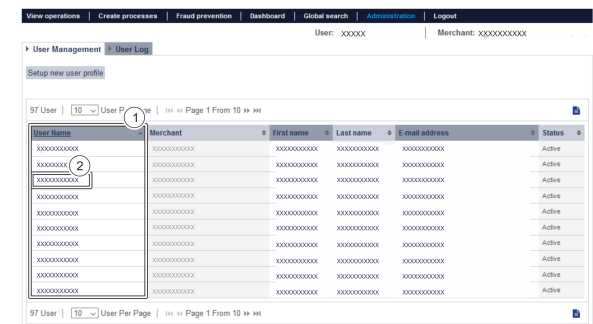 View operations | Create processes | Fraud prevention | Dashboard | Global search | Administration | Logout
User: XXXXX Merchant: XXXXXXXXXX
User Management User Log
Setup new user profile
97 User | 10 User Per Page | Page 1 From 10
1
User Name Merchant First name Last name E-mail address Status
XXXXXXXXXXX XXXXXXXXXXX XXXXXXXXXXX XXXXXXXXXXX XXXXXXXXXXX Active
XXXXXXXX XXXXXXXXXXX XXXXXXXXXXX XXXXXXXXXXX XXXXXXXXXXX Active
2
XXXXXXXXXXX XXXXXXXXXXX XXXXXXXXXXX XXXXXXXXXXX XXXXXXXXXXX Active
XXXXXXXXXXX XXXXXXXXXXX XXXXXXXXXXX XXXXXXXXXXX XXXXXXXXXXX Active
XXXXXXXXXXX XXXXXXXXXXX XXXXXXXXXXX XXXXXXXXXXX XXXXXXXXXXX Active
XXXXXXXXXXX XXXXXXXXXXX XXXXXXXXXXX XXXXXXXXXXX XXXXXXXXXXX Active
XXXXXXXXXXX XXXXXXXXXXX XXXXXXXXXXX XXXXXXXXXXX XXXXXXXXXXX Active
XXXXXXXXXXX XXXXXXXXXXX XXXXXXXXXXX XXXXXXXXXXX XXXXXXXXXXX Active
XXXXXXXXXXX XXXXXXXXXXX XXXXXXXXXXX XXXXXXXXXXX XXXXXXXXXXX Active
XXXXXXXXXXX XXXXXXXXXXX XXXXXXXXXXX XXXXXXXXXXX XXXXXXXXXXX Active
97 User | 10 User Per Page | Page 1 From 10